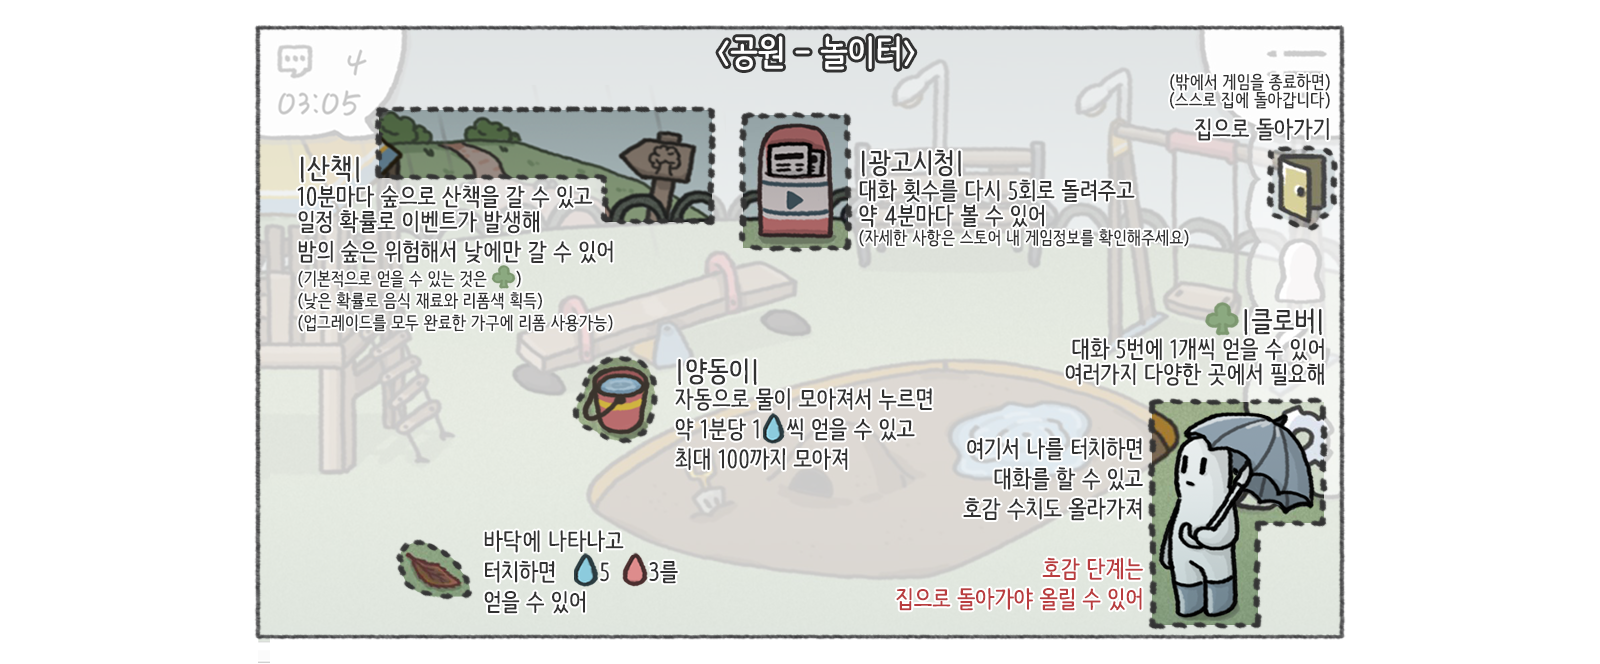 <공원 - 놀이터>
4
03:05
(밖에서 게임을 종료하면)
(스스로 집에 돌아갑니다)
집으로 돌아가기
|산책|
10분마다 숲으로 산책을 갈 수 있고
일정 확률로 이벤트가 발생해
밤의 숲은 위험해서 낮에만 갈 수 있어
(기본적으로 얻을 수 있는 것은 )
(낮은 확률로 음식 재료와 리폼색 획득)
(업그레이드를 모두 완료한 가구에 리폼 사용가능)
|광고시청|
대화 횟수를 다시 5회로 돌려주고
약 4분마다 볼 수 있어
(자세한 사항은 스토어 내 게임정보를 확인해주세요)
|클로버|
대화 5번에 1개씩 얻을 수 있어
여러가지 다양한 곳에서 필요해
|양동이|
자동으로 물이 모아져서 누르면
약 1분당 1 씩 얻을 수 있고
최대 100까지 모아져
여기서 나를 터치하면
대화를 할 수 있고
호감 수치도 올라가져
호감 단계는
집으로 돌아가야 올릴 수 있어
바닥에 나타나고
터치하면 5 3를
얻을 수 있어